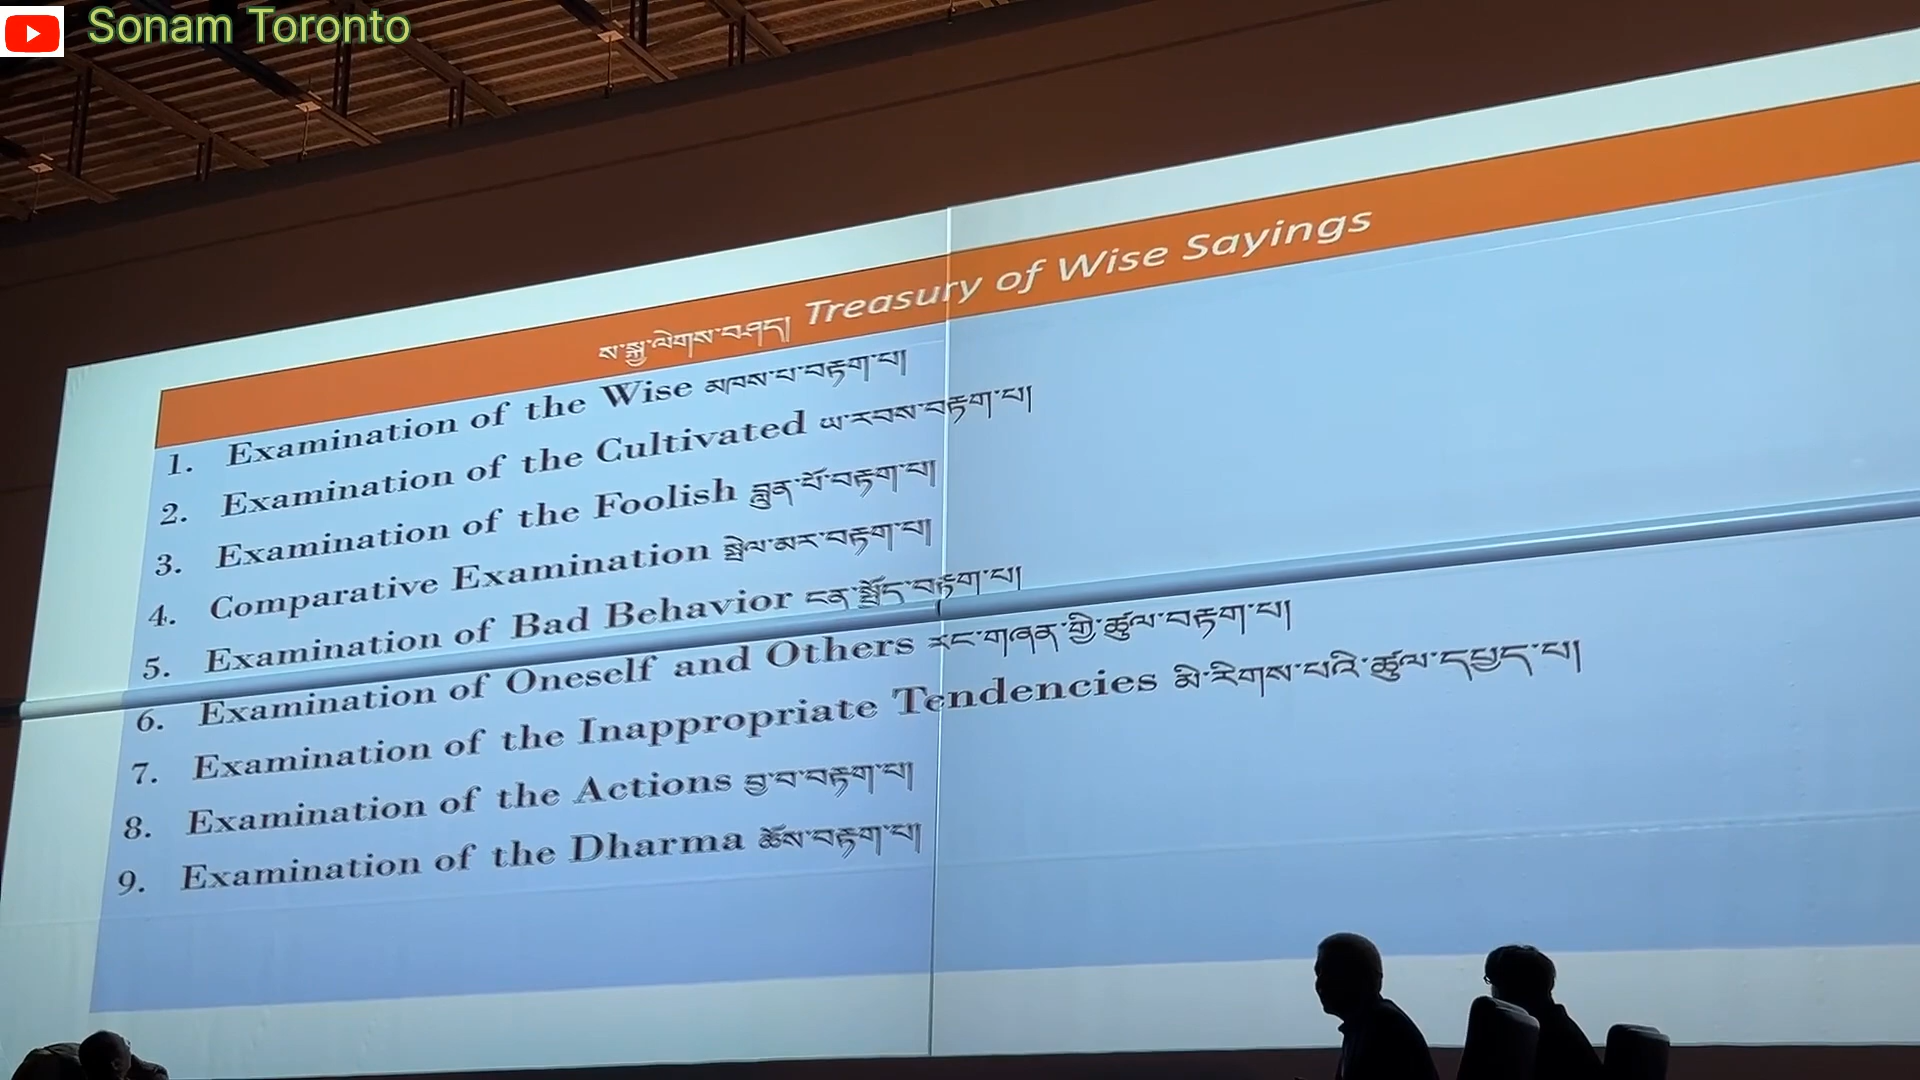 Sonam Toronto
ས་སྐྱ་ལེགས་བཤད། Treasury of Wise Sayings
1. Examination of the Wise མཁས་པ་བརྟག་པ།
2. Examination of the Cultivated ཡ་རབས་བརྟག་པ།
3. Examination of the Foolish བླུན་པོ་བརྟག་པ།
4. Comparative Examination སྤེལ་མར་བརྟག་པ།
5. Examination of Bad Behavior ངན་སྤྱོད་བརྟག་པ།
6. Examination of Oneself and Others རང་གཞན་གྱི་ཚུལ་བརྟག་པ།
7. Examination of the Inappropriate Tendencies མི་རིགས་པའི་ཚུལ་དཔྱད་པ།
8. Examination of the Actions བྱ་བ་བརྟག་པ།
9. Examination of the Dharma ཆོས་བརྟག་པ།